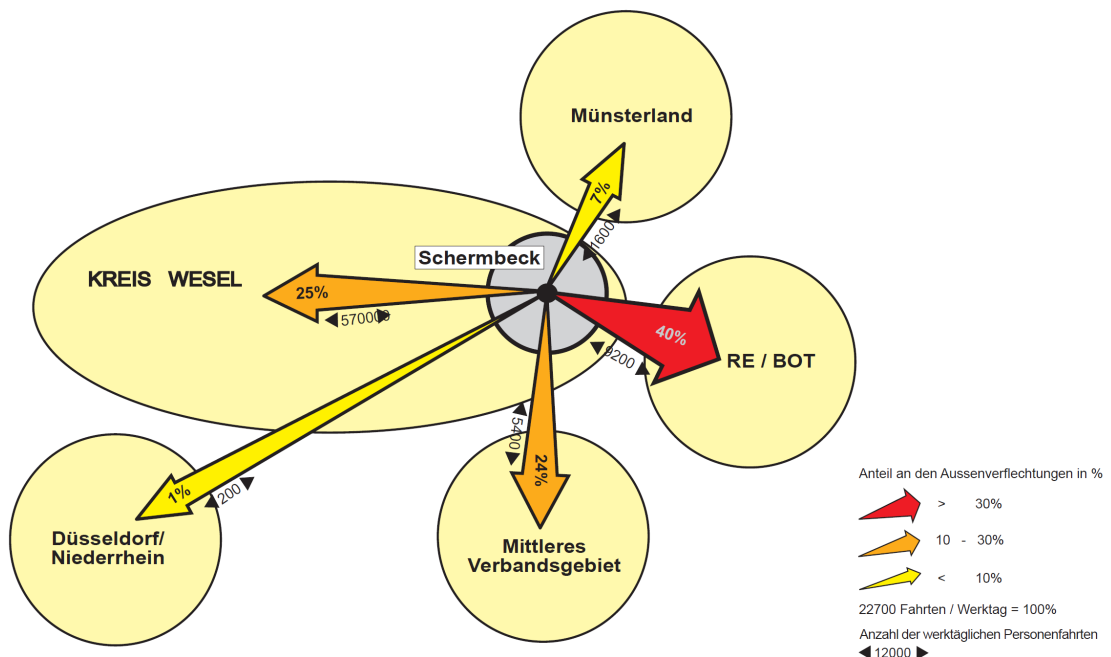 Münsterland
7%
1600
Schermbeck
KREIS WESEL
25%
570000
40%
RE / BOT
9200
5400
24%
1%
200
Düsseldorf/
Niederrhein
Mittleres
Verbandsgebiet
Anteil an den Aussenverflechtungen in %
> 30%
10 - 30%
< 10%
22700 Fahrten / Werktag = 100%
Anzahl der werktäglichen Personenfahrten
12000